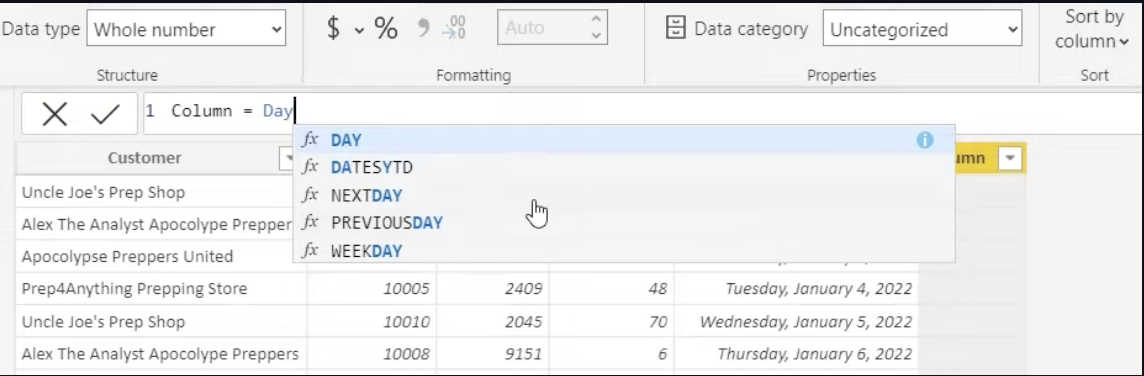 Data type Whole number $ % Auto Data category Uncategorized Sort by
column
Structure Formatting Properties Sort
1 Column = Day
fx DAY
Customer
fx DATESYTD
fx NEXTDAY
Uncle Joe's Prep Shop
fx PREVIOUSDAY
Alex The Analyst Apocolype Prepper
fx WEEKDAY
Apocolypse Preppers United
Prep4Anything Prepping Store 10005 2409 48 Tuesday, January 4, 2022
Uncle Joe's Prep Shop 10010 2045 70 Wednesday, January 5, 2022
Alex The Analyst Apocolype Preppers 10008 9151 6 Thursday, January 6, 2022